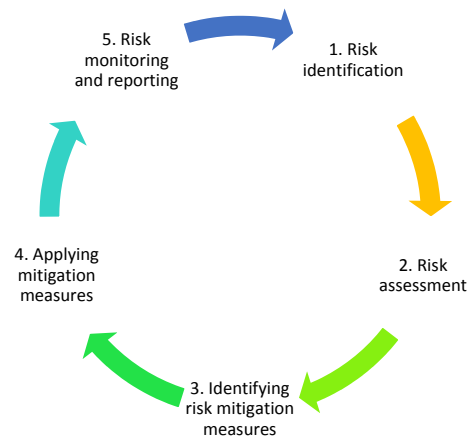 1. Risk
identification
2. Risk
assessment
3. Identifying
risk mitigation
measures
4. Applying
mitigation
measures
5. Risk
monitoring
and reporting